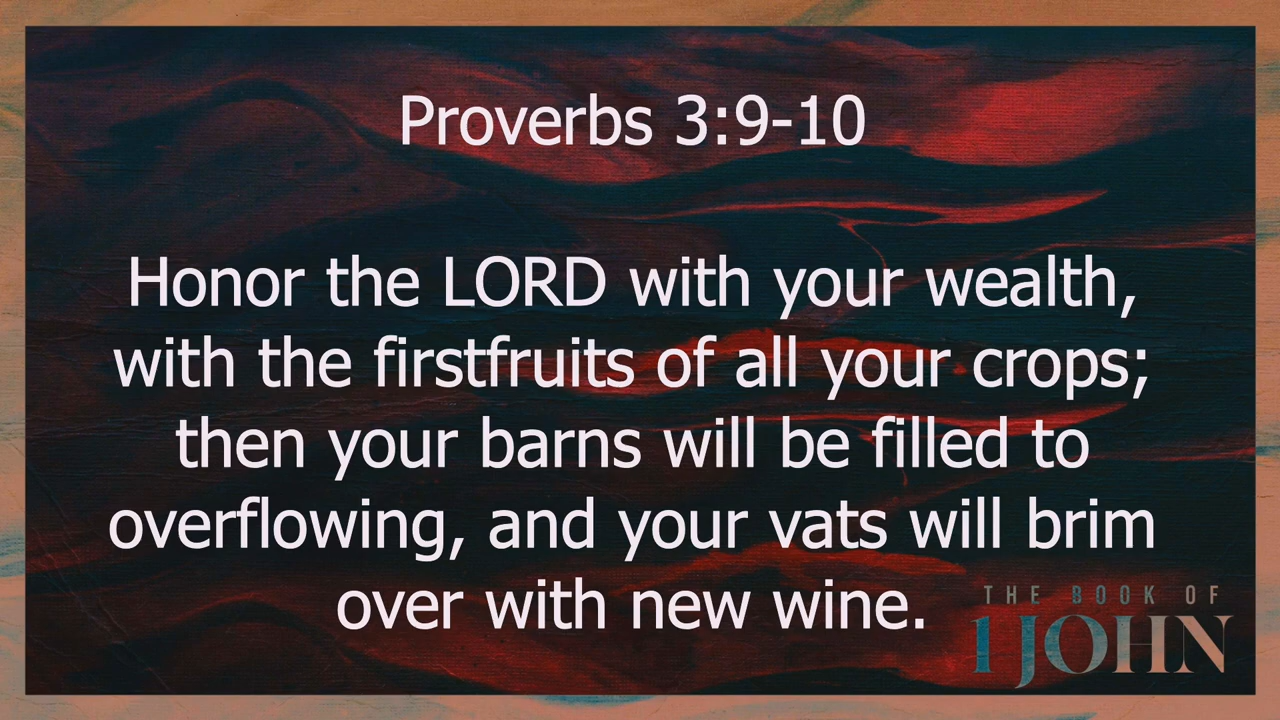 Proverbs 3:9-10
Honor the LORD with your wealth,
with the firstfruits of all your crops;
then your barns will be filled to
overflowing, and your vats will brim
over with new wine.
THE BOOK OF
1 JOHN